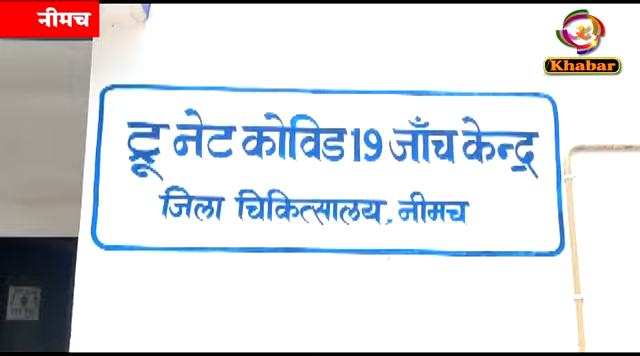 नीमच
Khabar
ट्रू नेट कोविड 19 जाँच केन्द्र
जिला चिकित्सालय, नीमच